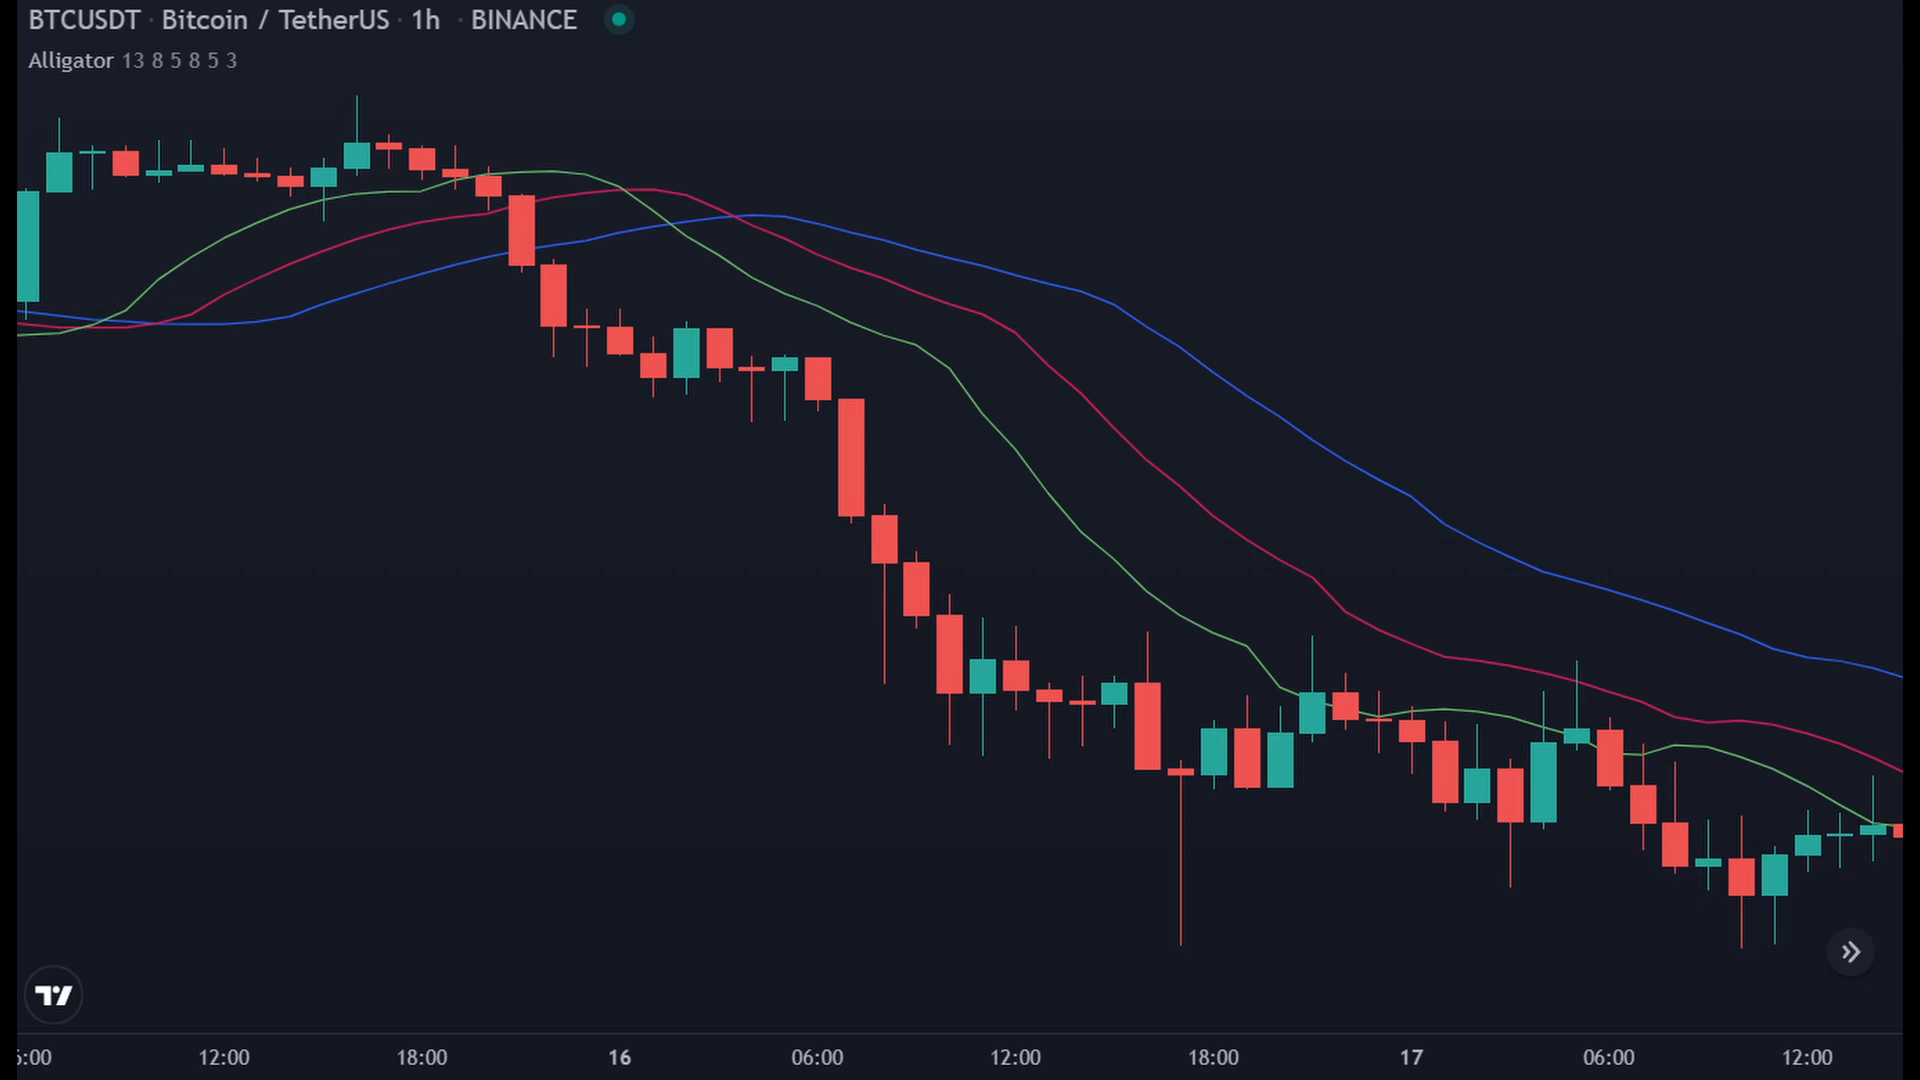 BTCUSDT · Bitcoin / TetherUS · 1h · BINANCE
Alligator 13 8 5 8 5 3
:00 12:00 18:00 16 06:00 12:00 18:00 17 06:00 12:00